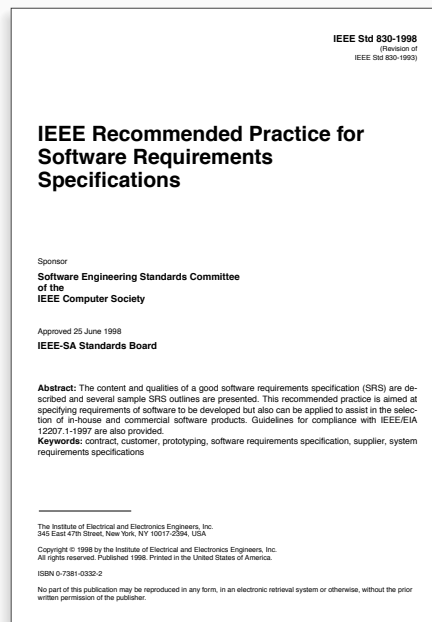 IEEE Std 830-1998
(Revision of
IEEE Std 830-1993)
IEEE Recommended Practice for
Software Requirements
Specifications
Sponsor
Software Engineering Standards Committee
of the
IEEE Computer Society
Approved 25 June 1998
IEEE-SA Standards Board
Abstract: The content and qualities of a good software requirements specification (SRS) are de-
scribed and several sample SRS outlines are presented. This recommended practice is aimed at
specifying requirements of software to be developed but also can be applied to assist in the selec-
tion of in-house and commercial software products. Guidelines for compliance with IEEE/EIA
12207.1-1997 are also provided.
Keywords: contract, customer, prototyping, software requirements specification, supplier, system
requirements specifications
The Institute of Electrical and Electronics Engineers, Inc.
345 East 47th Street, New York, NY 10017-2394, USA
Copyright © 1998 by the Institute of Electrical and Electronics Engineers, Inc.
All rights reserved. Published 1998. Printed in the United States of America.
ISBN 0-7381-0332-2
No part of this publication may be reproduced in any form, in an electronic retrieval system or otherwise, without the prior
written permission of the publisher.